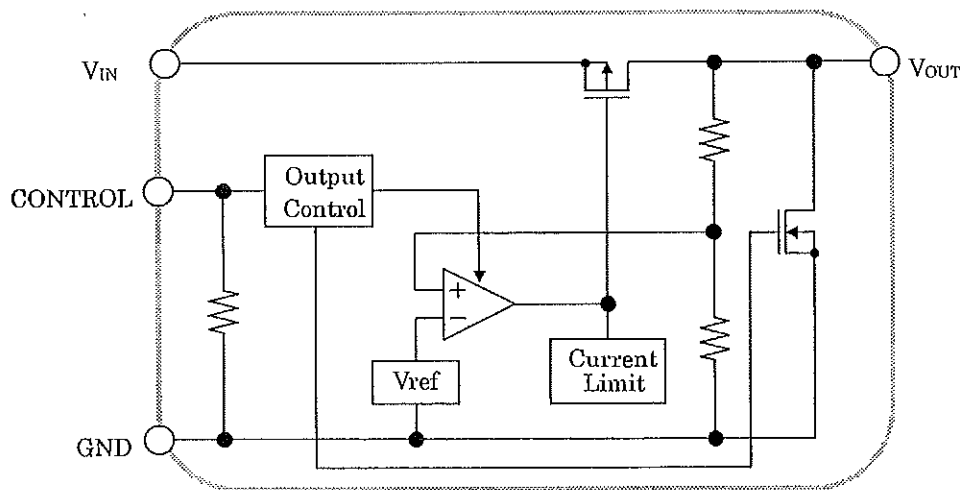 VIN
VOUT
CONTROL
Output
Control
+
−
Vref
Current
Limit
GND